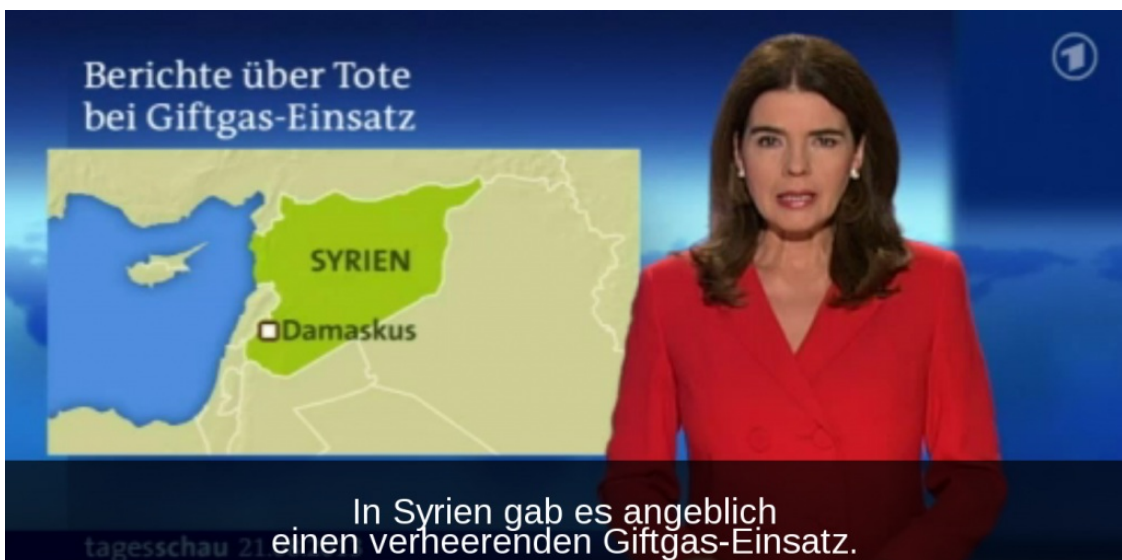 Berichte über Tote
bei Giftgas-Einsatz
SYRIEN
Damaskus
In Syrien gab es angeblich
einen verheerenden Giftgas-Einsatz.
tagesschau